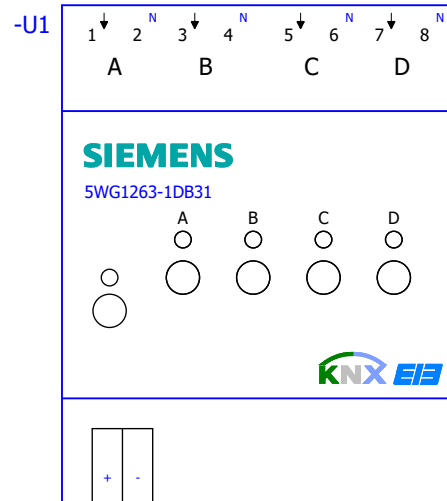 -U1
1 2 N 3 4 N 5 6 N 7 8 N
A B C D
SIEMENS
5WG1263-1DB31
A B C D
KNX EIB
+ -